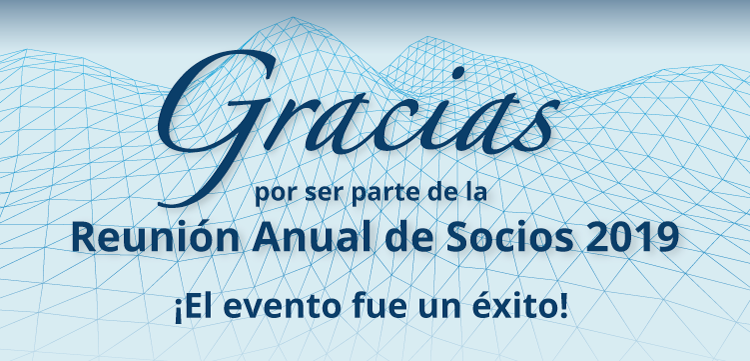 Gracias
por ser parte de la
Reunión Anual de Socios 2019
¡El evento fue un éxito!